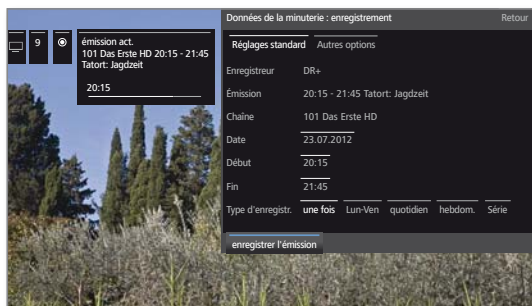 9
émission act.
101 Das Erste HD 20:15 - 21:45
Tatort: Jagdzeit
20:15
Données de la minuterie : enregistrement Retour
Réglages standard Autres options
Enregistreur DR+
Émission 20:15 - 21:45 Tatort: Jagdzeit
Chaîne 101 Das Erste HD
Date 23.07.2012
Début 20:15
Fin 21:45
Type d'enregistr. une fois Lun-Ven quotidien hebdom. Série
enregistrer l'émission